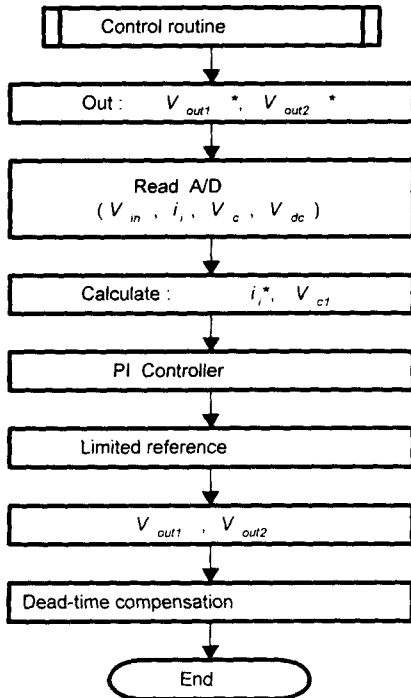 Control routine
Out : V out1 *, V out2 *
Read A/D
( V in , i i , V c , V dc )
Calculate : i i *, V c1
PI Controller
Limited reference
V out1 , V out2
Dead-time compensation
End